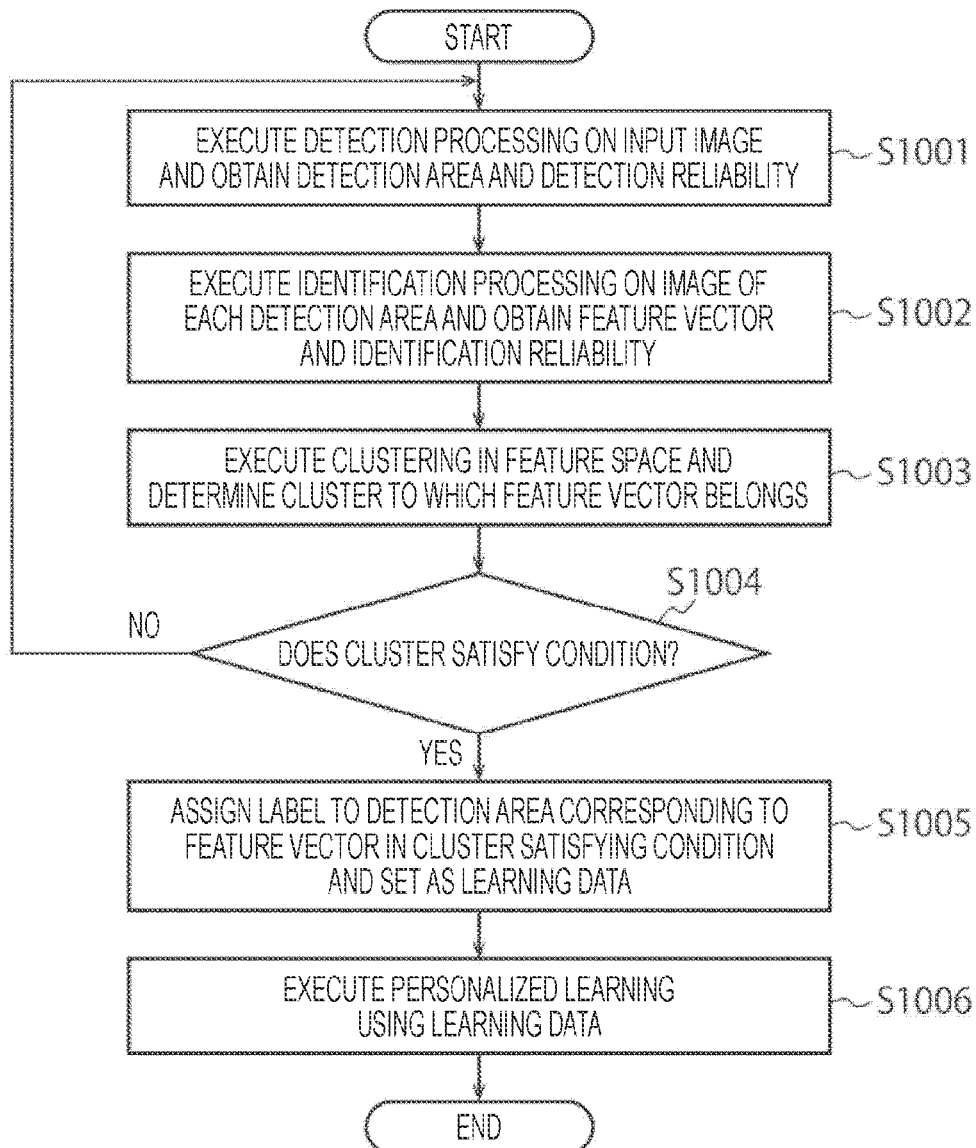 START
EXECUTE DETECTION PROCESSING ON INPUT IMAGE
AND OBTAIN DETECTION AREA AND DETECTION RELIABILITY
S1001
EXECUTE IDENTIFICATION PROCESSING ON IMAGE OF
EACH DETECTION AREA AND OBTAIN FEATURE VECTOR
AND IDENTIFICATION RELIABILITY
S1002
EXECUTE CLUSTERING IN FEATURE SPACE AND
DETERMINE CLUSTER TO WHICH FEATURE VECTOR BELONGS
S1003
S1004
NO
DOES CLUSTER SATISFY CONDITION?
YES
ASSIGN LABEL TO DETECTION AREA CORRESPONDING TO
FEATURE VECTOR IN CLUSTER SATISFYING CONDITION
AND SET AS LEARNING DATA
S1005
EXECUTE PERSONALIZED LEARNING
USING LEARNING DATA
S1006
END